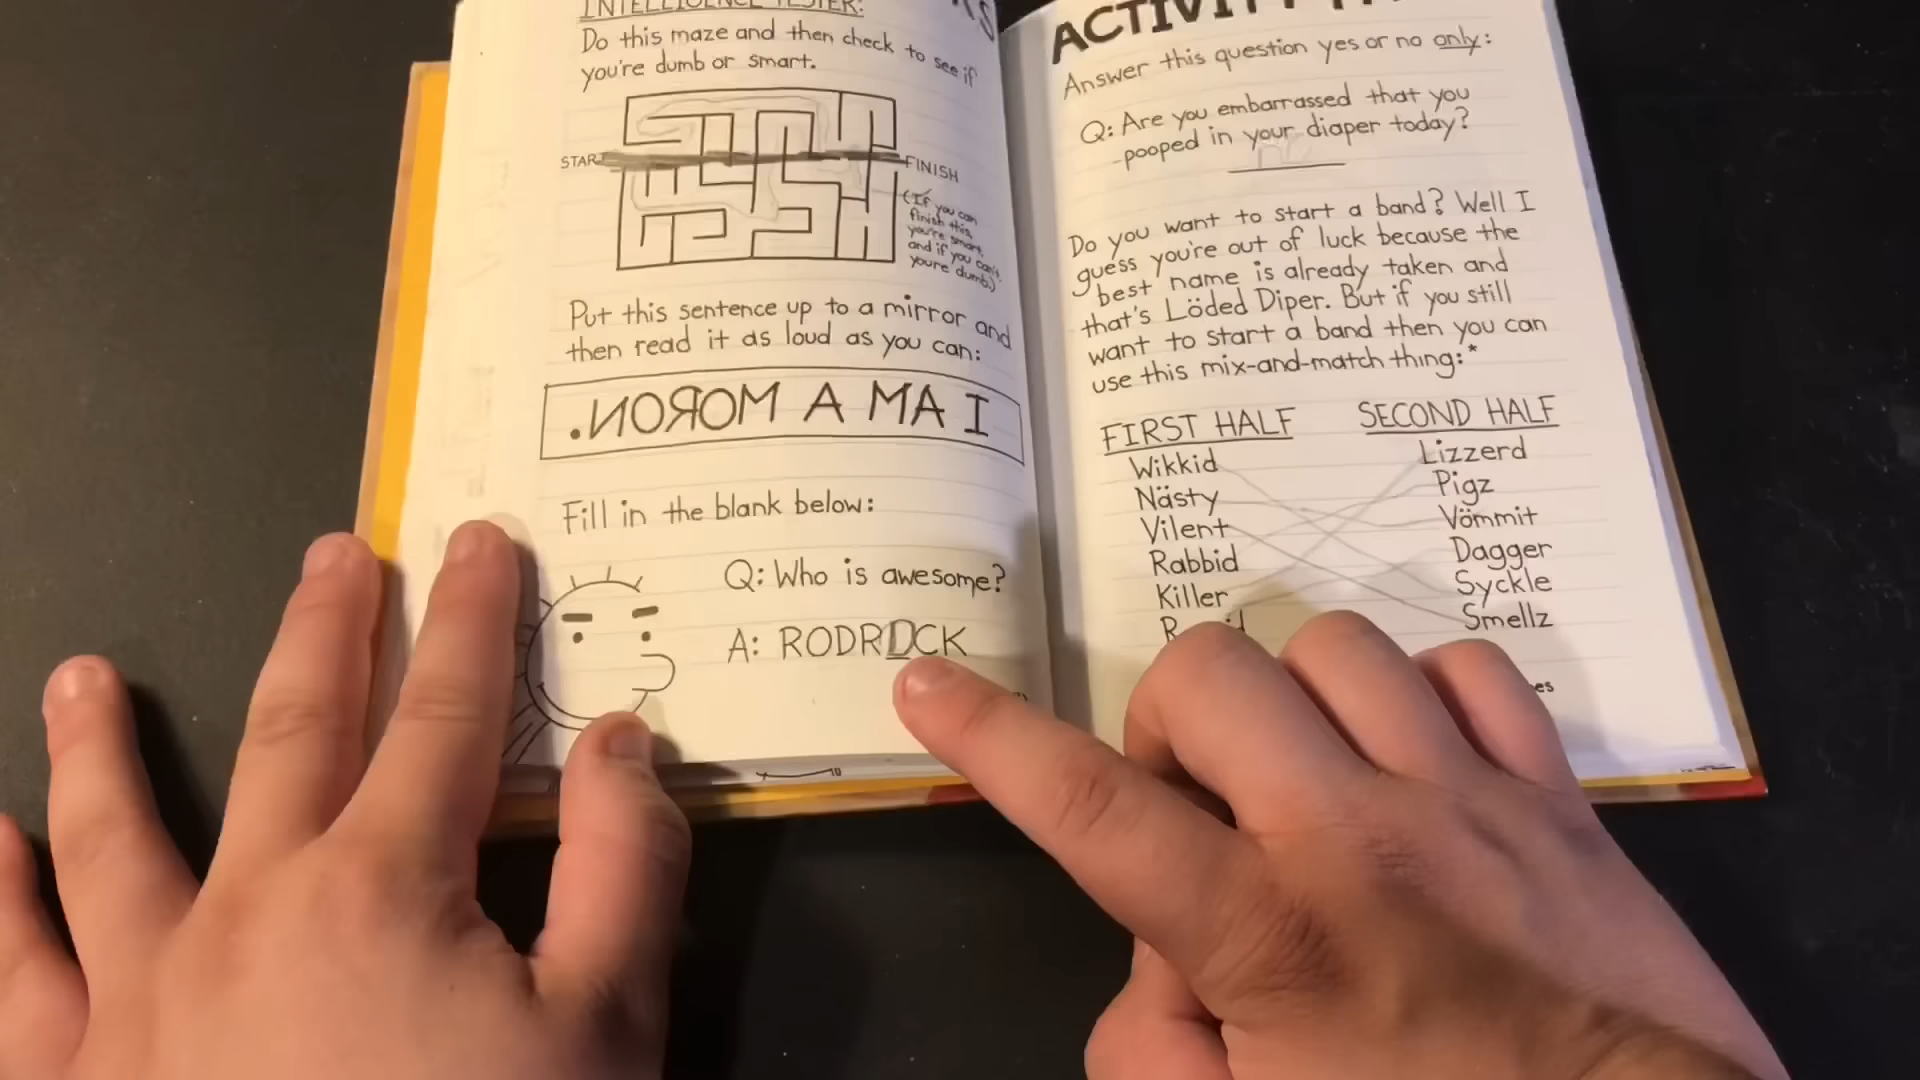 INTELLIGENCE TESTER:
Do this maze and then check to see if
you're dumb or smart.
START
FINISH
(If you can
finish this,
you're smart,
and if you can't,
you're dumb.)
Put this sentence up to a mirror and
then read it as loud as you can:
I AM A MORON.
Fill in the blank below:
Q: Who is awesome?
A: RODRDCK
ACTIVITY
Answer this question yes or no only:
Q: Are you embarrassed that you
pooped in your diaper today?
no
Do you want to start a band? Well I
guess you're out of luck because the
best name is already taken and
that's Löded Diper. But if you still
want to start a band then you can
use this mix-and-match thing:*
FIRST HALF SECOND HALF
Wikkid Lizzerd
Nästy Pigz
Vilent Vömmit
Rabbid Dagger
Killer Syckle
Smellz